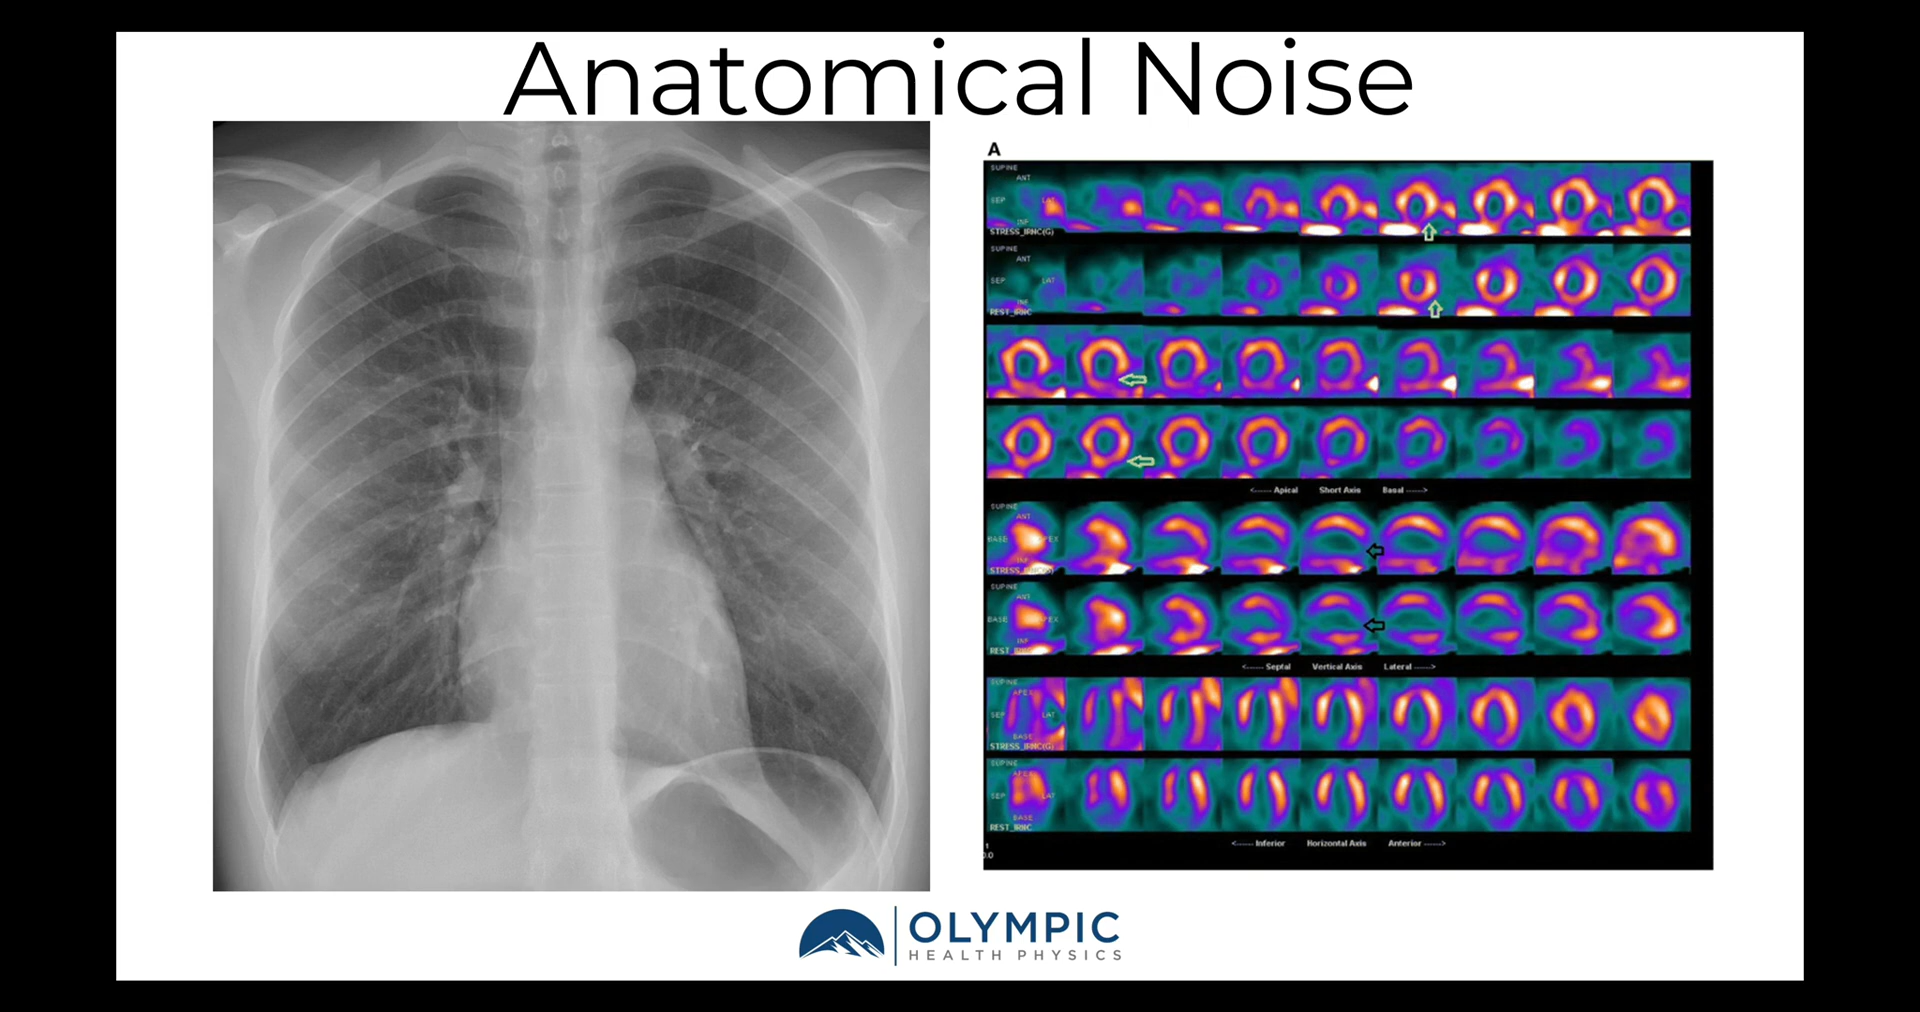 Anatomical Noise
A
SUPINE
ANT
SEP LAT
INF
STRESS_IRNC(G)
SUPINE
ANT
SEP LAT
INF
REST_IRNC
<------ Apical Short Axis Basal ------>
SUPINE
ANT
BASE APEX
INF
STRESS_IRNC(G)
SUPINE
ANT
BASE APEX
INF
REST_IRNC
<------ Septal Vertical Axis Lateral ------>
SUPINE
APEX
SEP LAT
BASE
STRESS_IRNC(G)
SUPINE
APEX
SEP LAT
BASE
REST_IRNC
<------ Inferior Horizontal Axis Anterior ------>
OLYMPIC
HEALTH PHYSICS